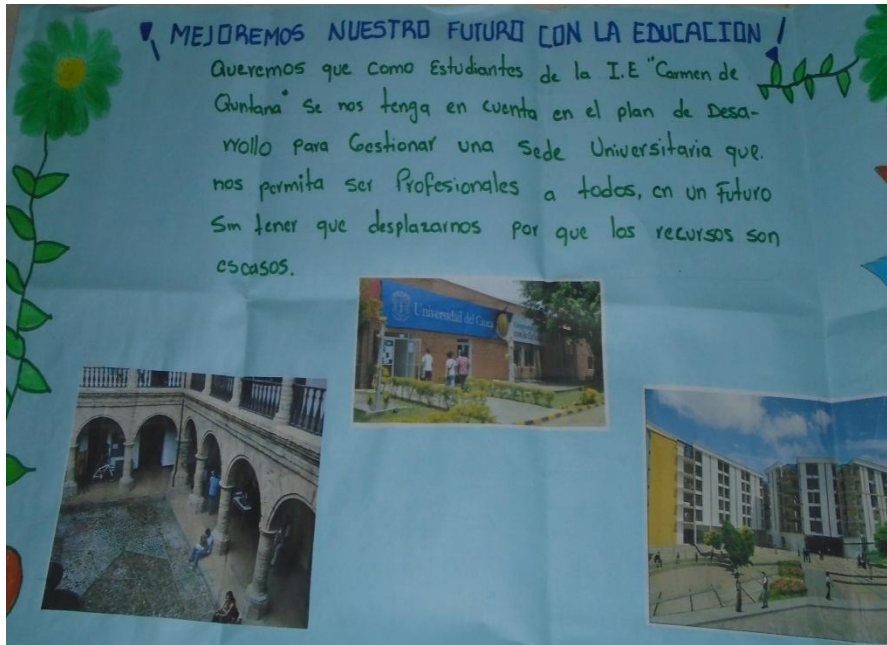 ¡MEJOREMOS NUESTRO FUTURO CON LA EDUCACION!
Queremos que como Estudiantes de la I.E "Carmen de
Quntana" se nos tenga en cuenta en el plan de Desa-
rrollo para Gestionar una Sede Universitaria que.
nos permita ser Profesionales a todos, en un Futuro
Sin tener que desplazarnos por que los recursos son
escasos.
Universidad del Cauca